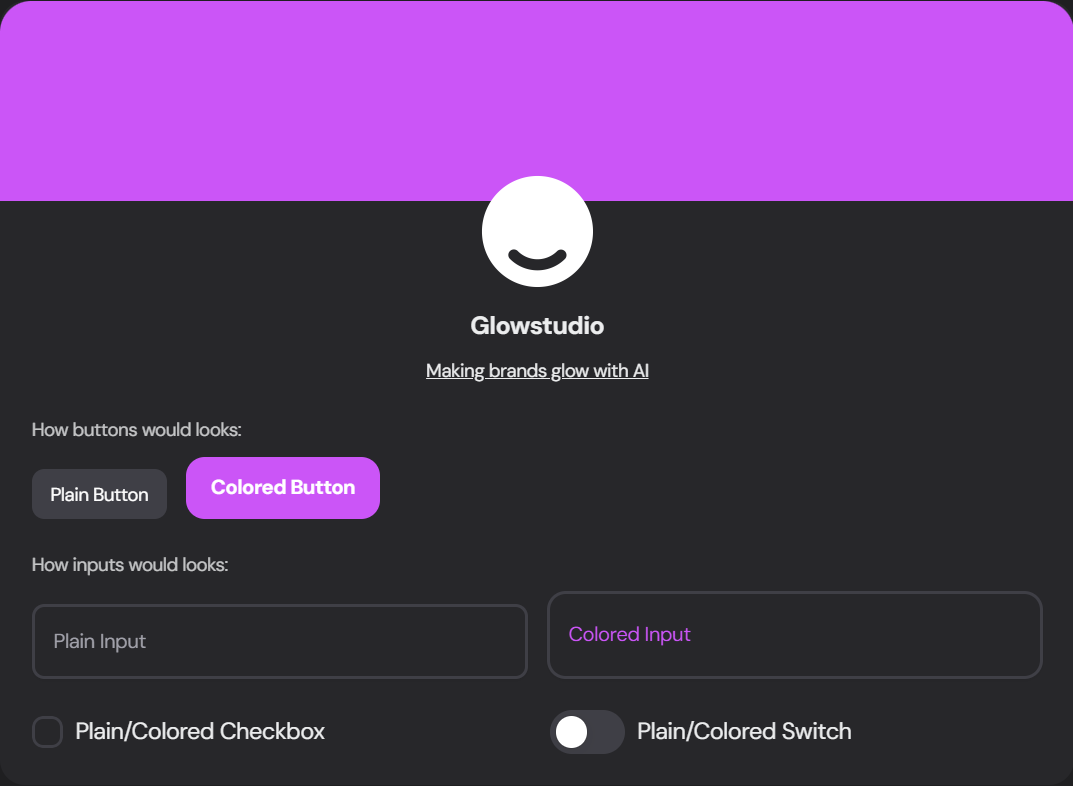 Glowstudio
Making brands glow with AI
How buttons would looks:
Plain Button
Colored Button
How inputs would looks:
Plain Input
Colored Input
Plain/Colored Checkbox
Plain/Colored Switch